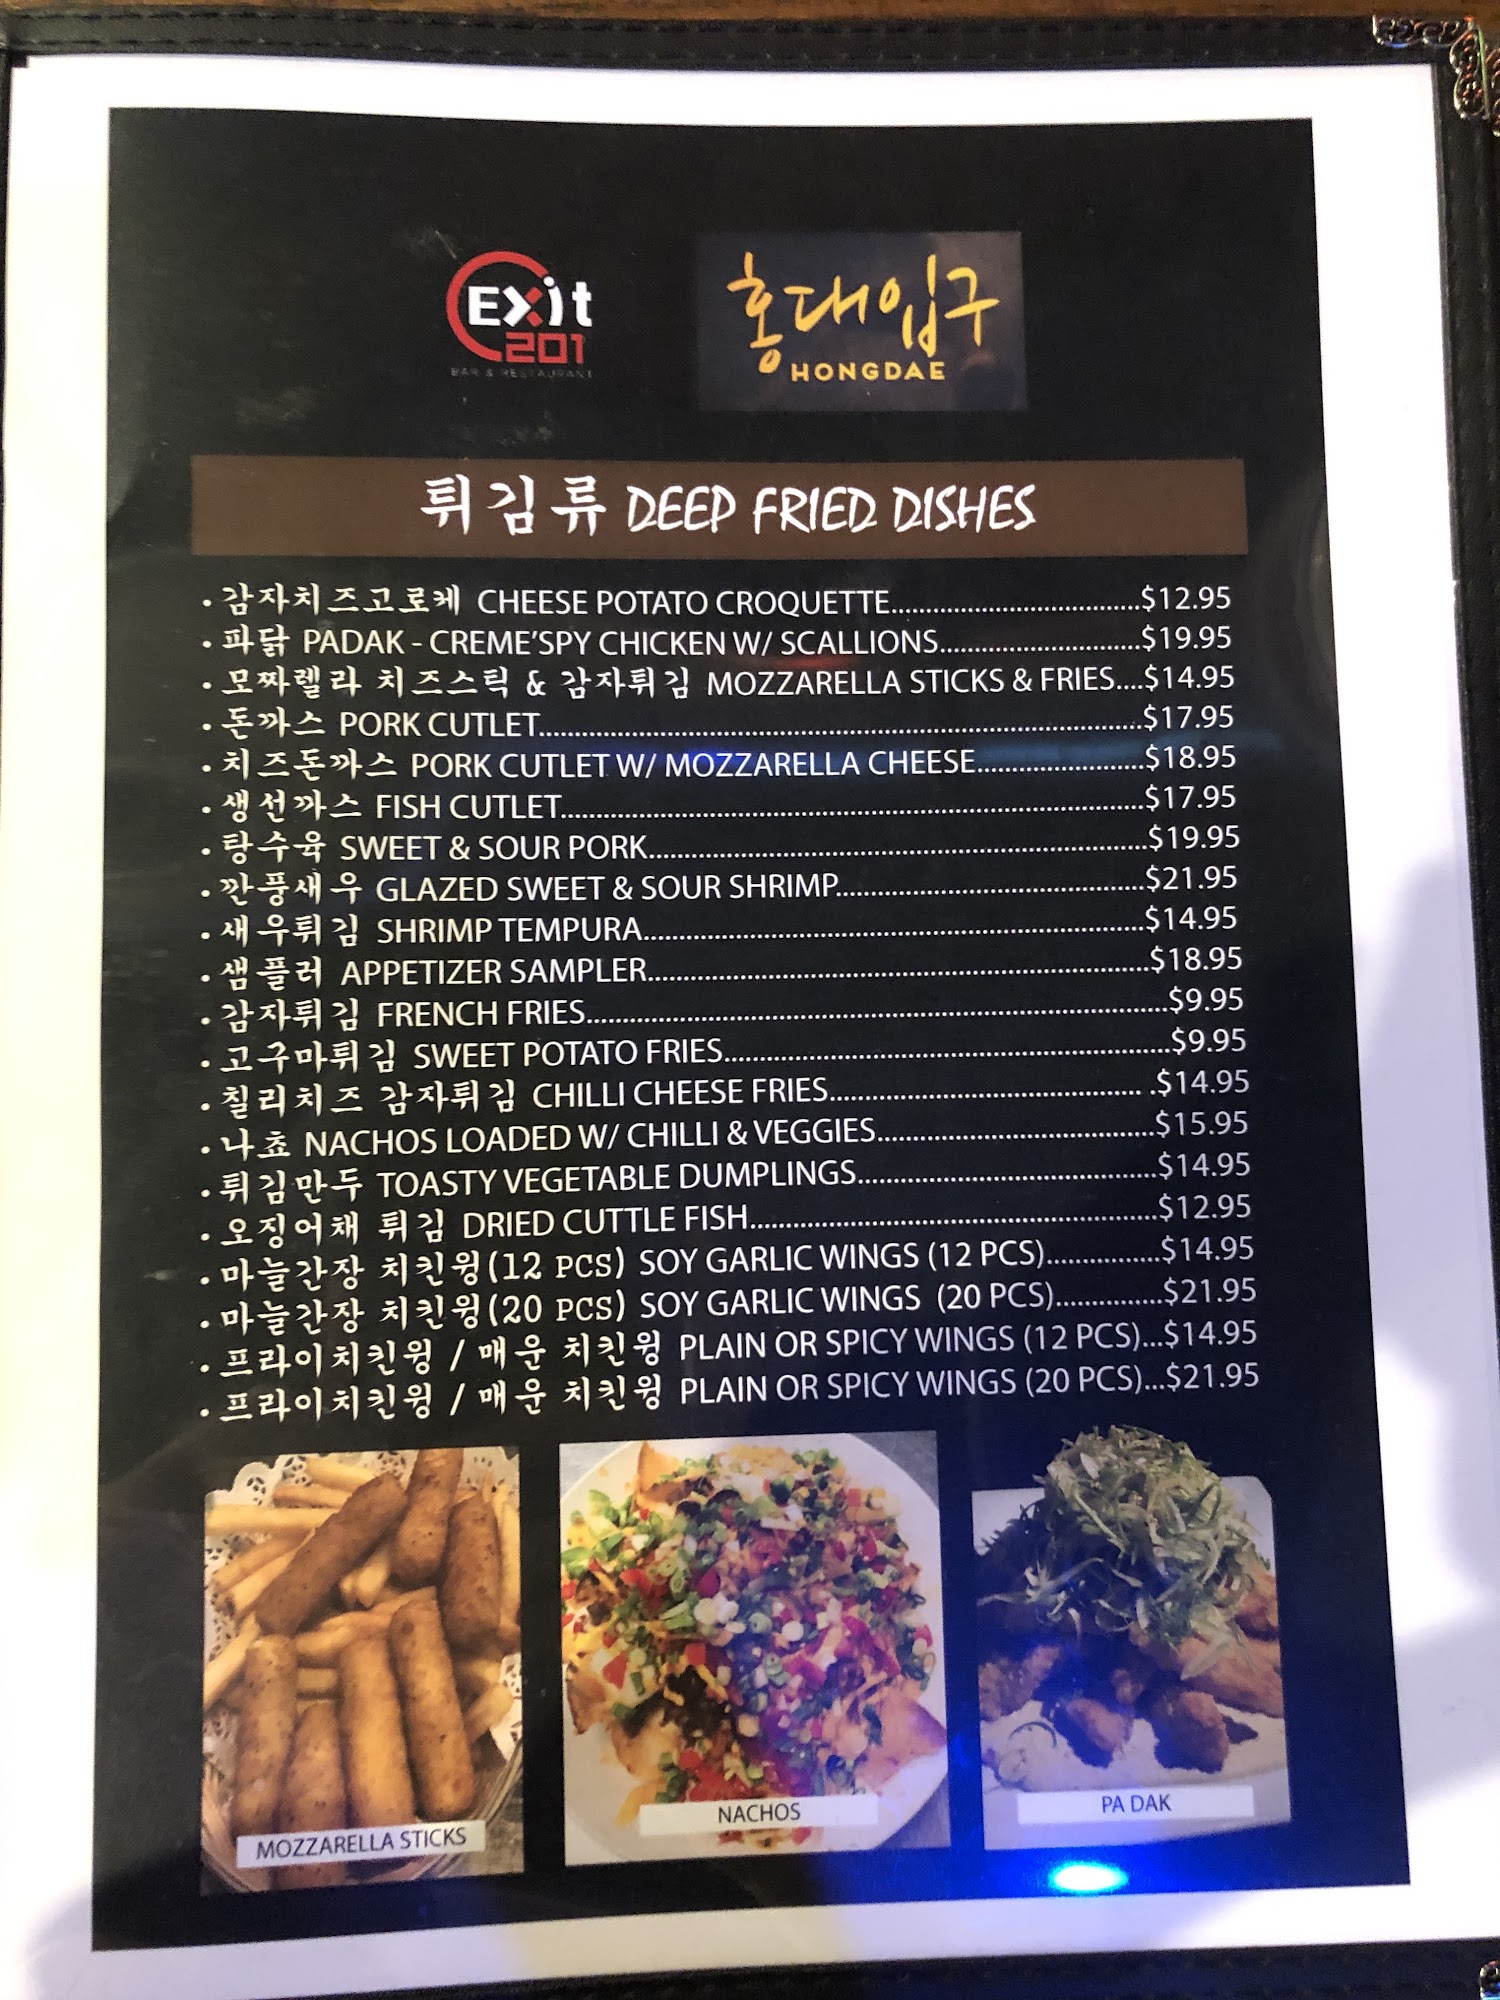 Exit
201
BAR & RESTAURANT
홍대입구
HONGDAE
튀김류 DEEP FRIED DISHES
• 감자치즈고로케 CHEESE POTATO CROQUETTE...................................$12.95
• 파닭 PADAK - CREME'SPY CHICKEN W/ SCALLIONS............................$19.95
• 모짜렐라 치즈스틱 & 감자튀김 MOZZARELLA STICKS & FRIES....$14.95
• 돈까스 PORK CUTLET....................................................................................$17.95
• 치즈돈까스 PORK CUTLET W/ MOZZARELLA CHEESE.......................$18.95
• 생선까스 FISH CUTLET.................................................................................$17.95
• 탕수육 SWEET & SOUR PORK.....................................................................$19.95
• 깐풍새우 GLAZED SWEET & SOUR SHRIMP...........................................$21.95
• 새우튀김 SHRIMP TEMPURA......................................................................$14.95
• 샘플러 APPETIZER SAMPLER......................................................................$18.95
• 감자튀김 FRENCH FRIES.................................................................................$9.95
• 고구마튀김 SWEET POTATO FRIES..............................................................$9.95
• 칠리치즈 감자튀김 CHILLI CHEESE FRIES........................................... .$14.95
• 나쵸 NACHOS LOADED W/ CHILLI & VEGGIES.......................................$15.95
• 튀김만두 TOASTY VEGETABLE DUMPLINGS..........................................$14.95
• 오징어채 튀김 DRIED CUTTLE FISH.........................................................$12.95
• 마늘간장 치킨윙(12 PCS) SOY GARLIC WINGS (12 PCS)................$14.95
• 마늘간장 치킨윙(20 PCS) SOY GARLIC WINGS (20 PCS)...............$21.95
• 프라이치킨윙 / 매운 치킨윙 PLAIN OR SPICY WINGS (12 PCS)...$14.95
• 프라이치킨윙 / 매운 치킨윙 PLAIN OR SPICY WINGS (20 PCS)...$21.95
MOZZARELLA STICKS
NACHOS
PA DAK